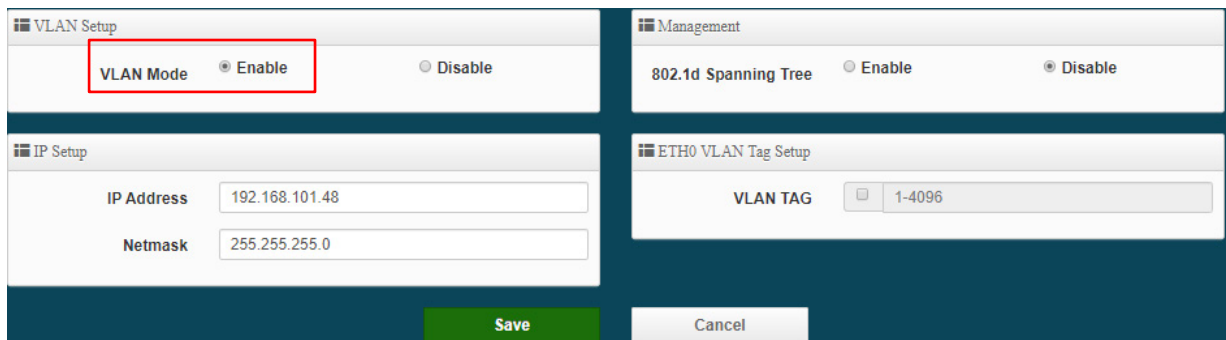 VLAN Setup
VLAN Mode Enable Disable
Management
802.1d Spanning Tree Enable Disable
IP Setup
IP Address 192.168.101.48
Netmask 255.255.255.0
ETH0 VLAN Tag Setup
VLAN TAG 1-4096
Save Cancel